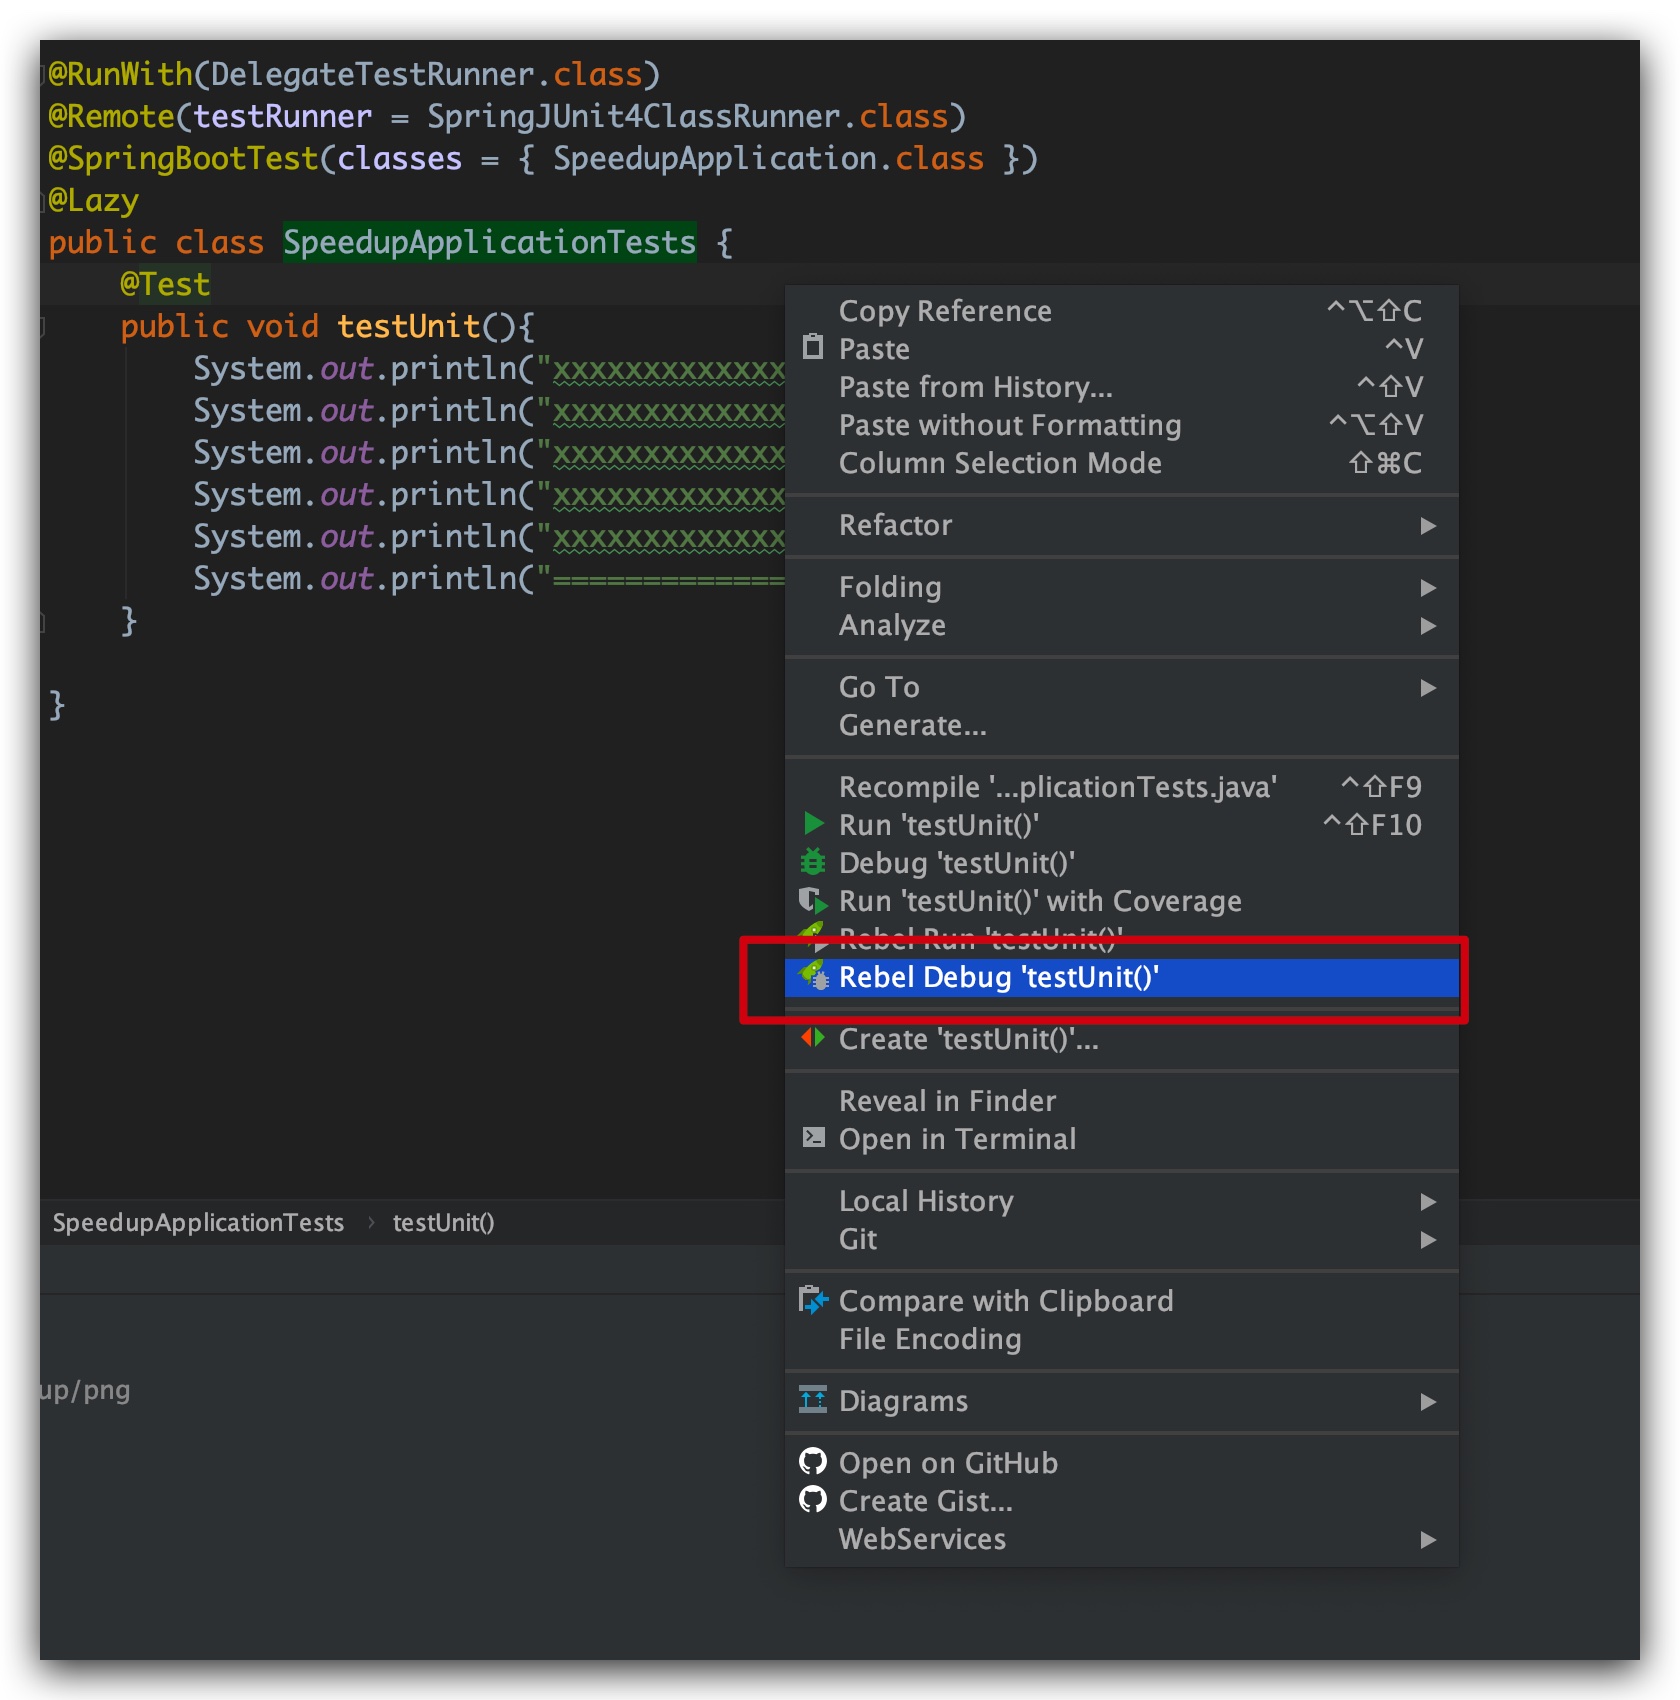 @RunWith(DelegateTestRunner.class)
@Remote(testRunner = SpringJUnit4ClassRunner.class)
@SpringBootTest(classes = { SpeedupApplication.class })
@Lazy
public class SpeedupApplicationTests {
@Test
public void testUnit(){
System.out.println("xxxxxxxxxxxxx
System.out.println("xxxxxxxxxxxxx
System.out.println("xxxxxxxxxxxxx
System.out.println("xxxxxxxxxxxxx
System.out.println("xxxxxxxxxxxxx
System.out.println("=============
}
}
Copy Reference ^⌥⇧C
Paste ^V
Paste from History... ^⇧V
Paste without Formatting ^⌥⇧V
Column Selection Mode ⇧⌘C
Refactor ▶
Folding ▶
Analyze ▶
Go To ▶
Generate...
Recompile '...plicationTests.java' ^⇧F9
Run 'testUnit()' ^⇧F10
Debug 'testUnit()'
Run 'testUnit()' with Coverage
Rebel Run 'testUnit()'
Rebel Debug 'testUnit()'
Create 'testUnit()'...
Reveal in Finder
Open in Terminal
Local History ▶
Git ▶
Compare with Clipboard
File Encoding
Diagrams ▶
Open on GitHub
Create Gist...
WebServices ▶
SpeedupApplicationTests › testUnit()
up/png